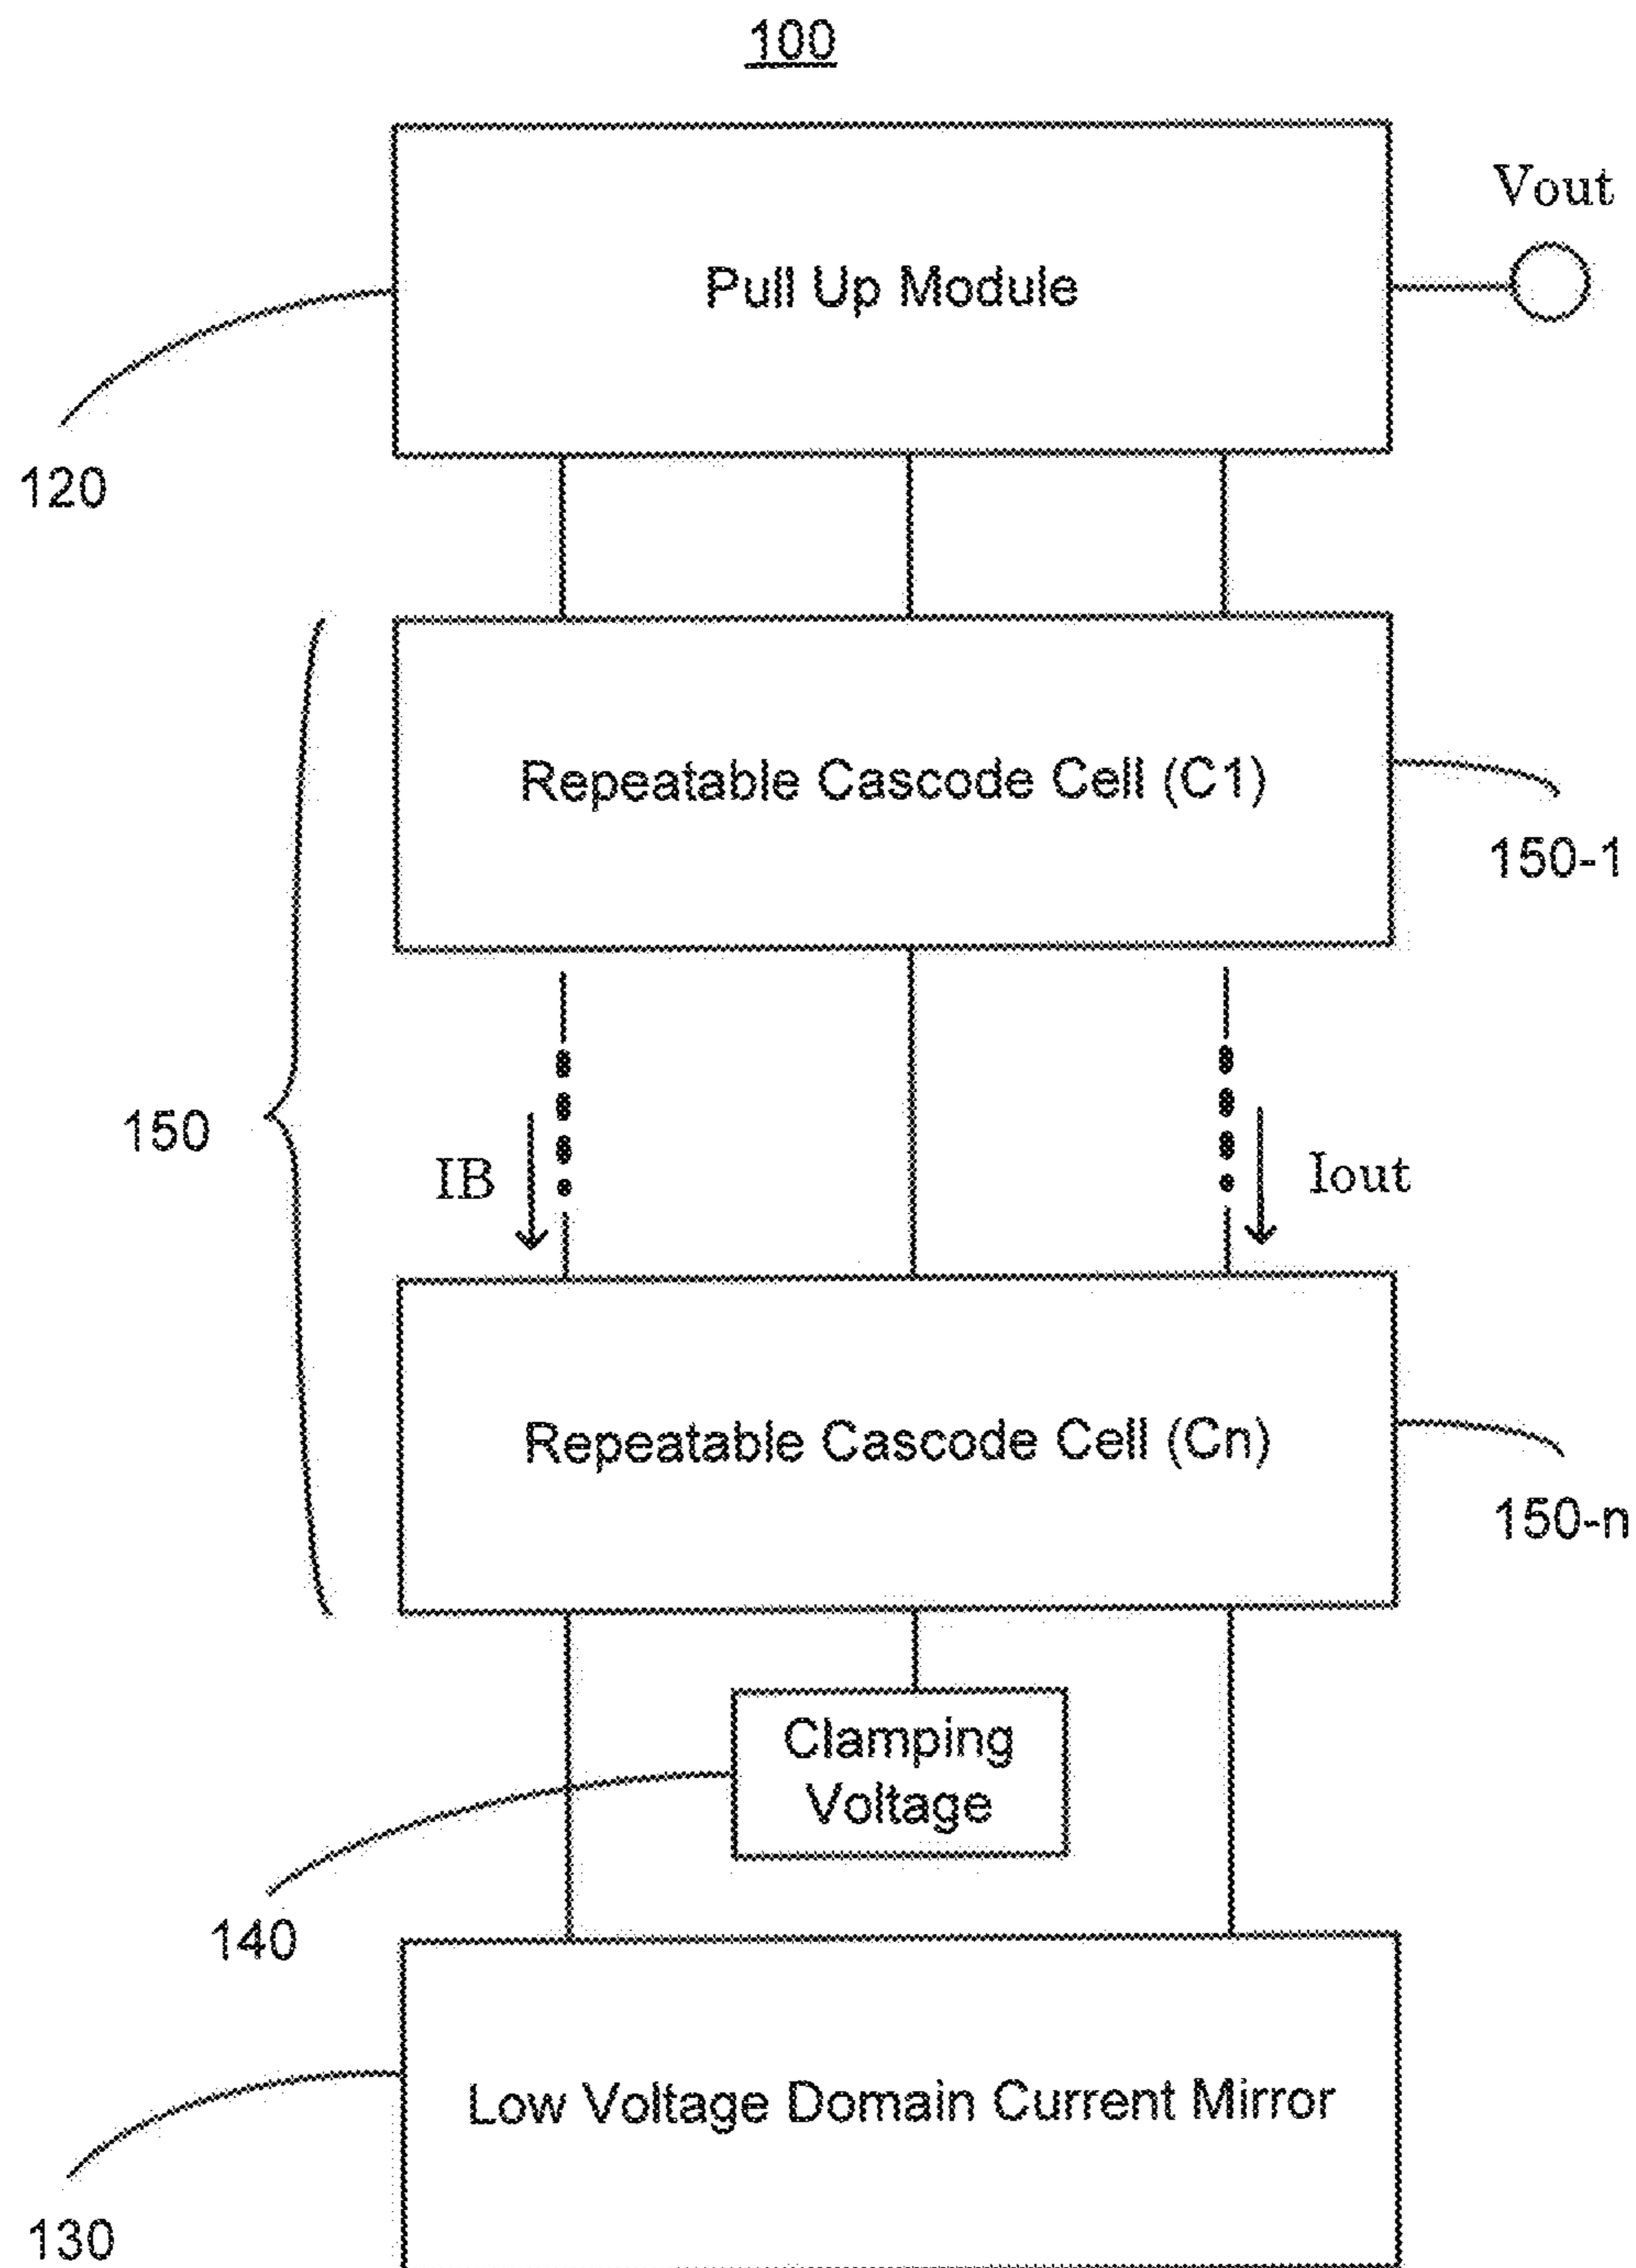 100
Vout
Pull Up Module
120
Repeatable Cascode Cell (C1)
150-1
150
IB
Iout
Repeatable Cascode Cell (Cn)
150-n
Clamping
Voltage
140
Low Voltage Domain Current Mirror
130